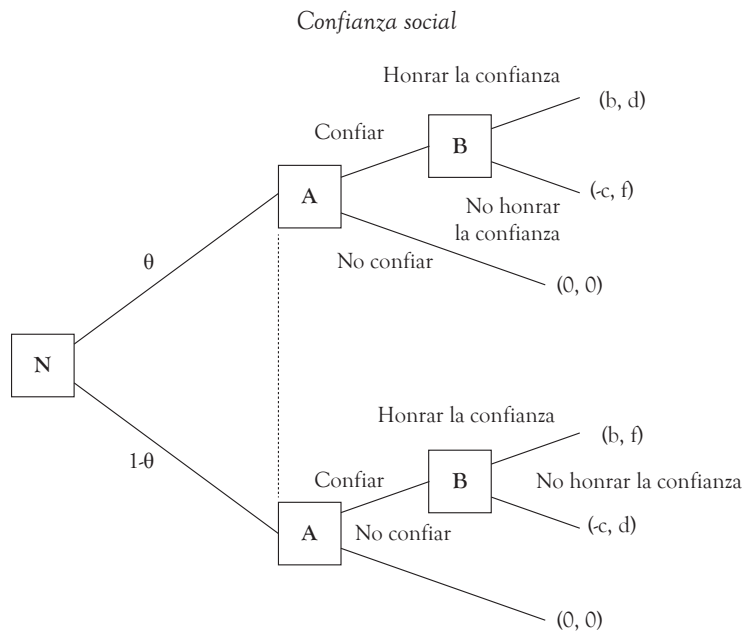 Confianza social
Honrar la confianza
(b, d)
Confiar
B
A
(-c, f)
No honrar
la confianza
No confiar
θ
(0, 0)
N
Honrar la confianza
(b, f)
1-θ
Confiar
B
No honrar la confianza
A
No confiar
(-c, d)
(0, 0)